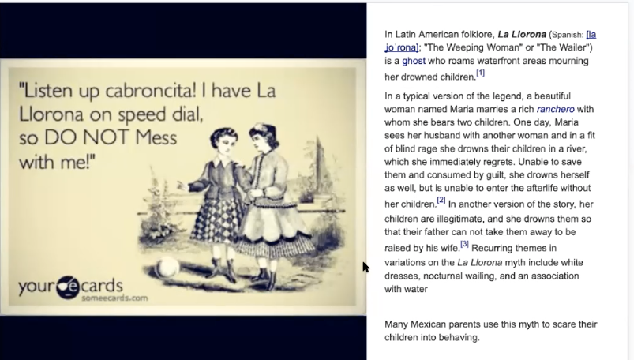 "Listen up cabroncita! I have La
Llorona on speed dial,
so DO NOT Mess
with me!"
your e cards
someecards.com
In Latin American folklore, La Llorona (Spanish: [la
ɟʝoˈɾona]; "The Weeping Woman" or "The Wailer")
is a ghost who roams waterfront areas mourning
her drowned children.[1]
In a typical version of the legend, a beautiful
woman named Maria marries a rich ranchero with
whom she bears two children. One day, Maria
sees her husband with another woman and in a fit
of blind rage she drowns their children in a river,
which she immediately regrets. Unable to save
them and consumed by guilt, she drowns herself
as well, but is unable to enter the afterlife without
her children.[2] In another version of the story, her
children are illegitimate, and she drowns them so
that their father can not take them away to be
raised by his wife.[3] Recurring themes in
variations on the La Llorona myth include white
dresses, nocturnal wailing, and an association
with water
Many Mexican parents use this myth to scare their
children into behaving.